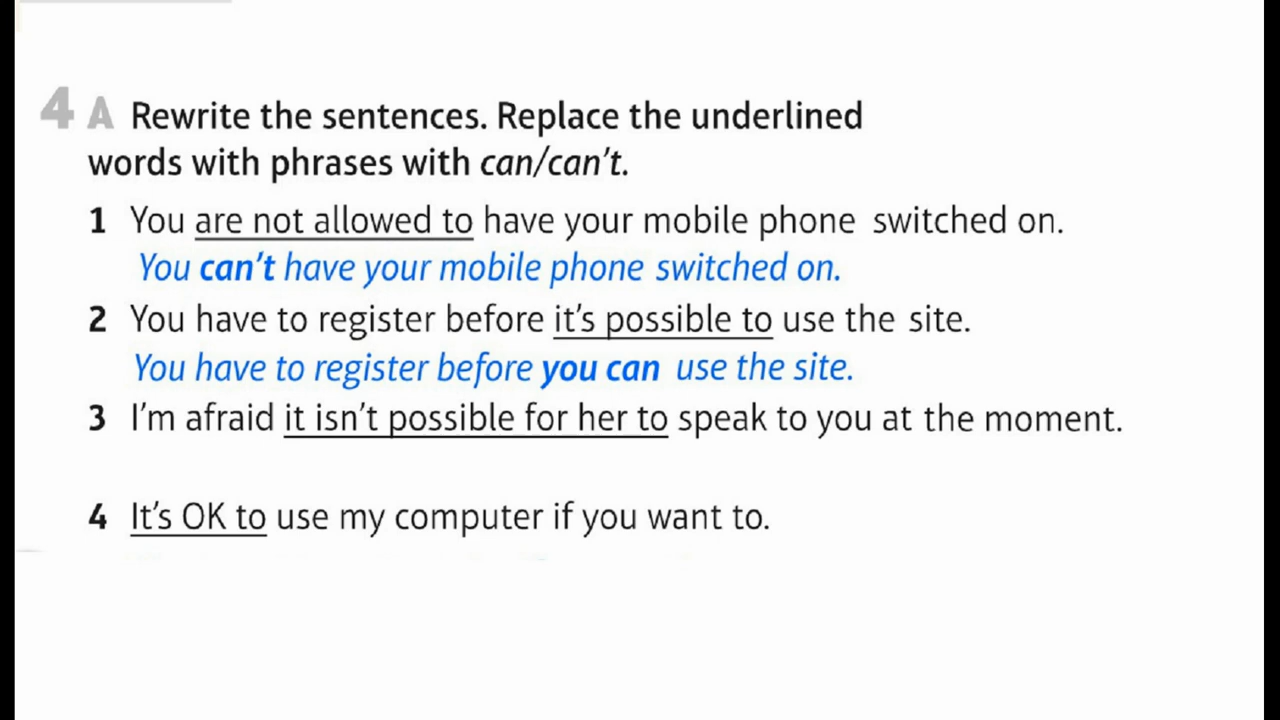 4 A Rewrite the sentences. Replace the underlined
words with phrases with can/can't.
1 You are not allowed to have your mobile phone switched on.
You can't have your mobile phone switched on.
2 You have to register before it's possible to use the site.
You have to register before you can use the site.
3 I'm afraid it isn't possible for her to speak to you at the moment.
4 It's OK to use my computer if you want to.